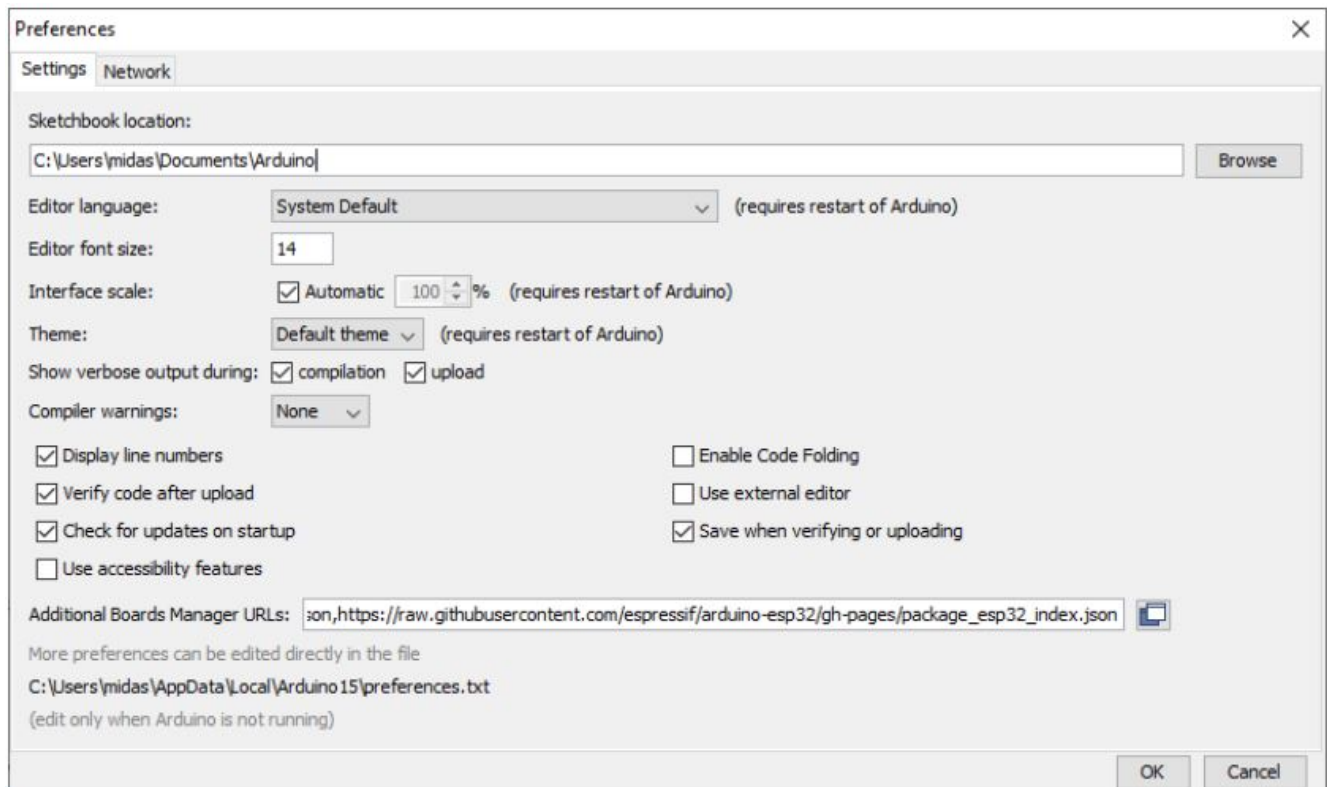 Preferences
Settings Network
Sketchbook location:
C:\Users\midas\Documents\Arduino Browse
Editor language: System Default (requires restart of Arduino)
Editor font size: 14
Interface scale: Automatic 100 % (requires restart of Arduino)
Theme: Default theme (requires restart of Arduino)
Show verbose output during: compilation upload
Compiler warnings: None
Display line numbers Enable Code Folding
Verify code after upload Use external editor
Check for updates on startup Save when verifying or uploading
Use accessibility features
Additional Boards Manager URLs: son,https://raw.githubusercontent.com/espressif/arduino-esp32/gh-pages/package_esp32_index.json
More preferences can be edited directly in the file
C:\Users\midas\AppData\Local\Arduino15\preferences.txt
(edit only when Arduino is not running)
OK Cancel